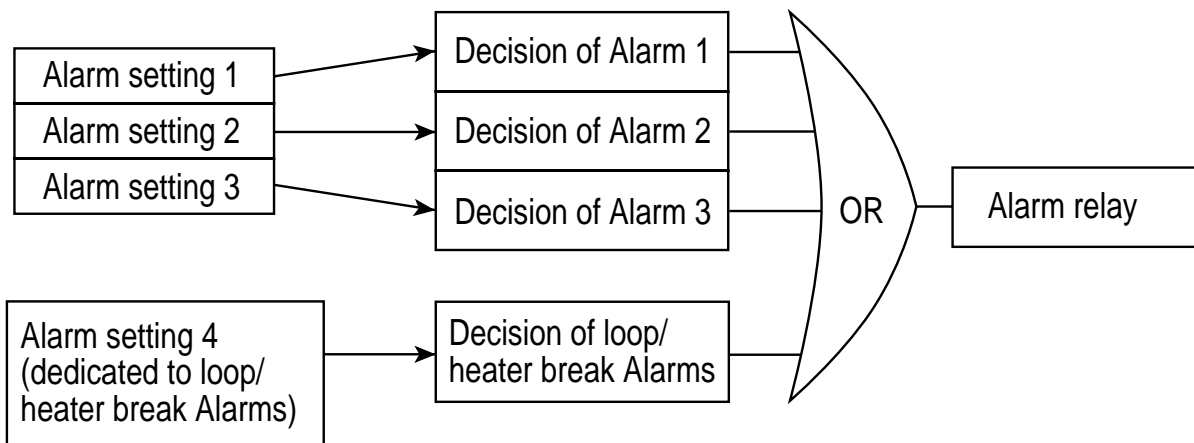 Alarm setting 1
Alarm setting 2
Alarm setting 3
Decision of Alarm 1
Decision of Alarm 2
Decision of Alarm 3
OR
Alarm relay
Alarm setting 4
(dedicated to loop/
heater break Alarms)
Decision of loop/
heater break Alarms